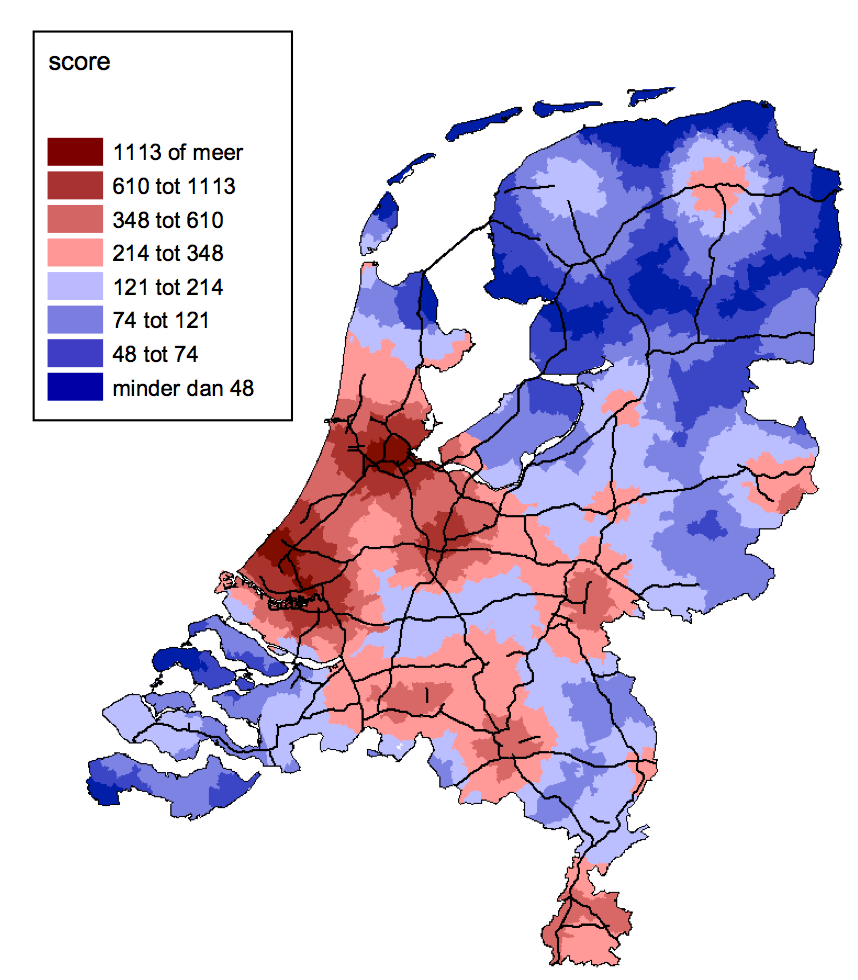 score
1113 of meer
610 tot 1113
348 tot 610
214 tot 348
121 tot 214
74 tot 121
48 tot 74
minder dan 48